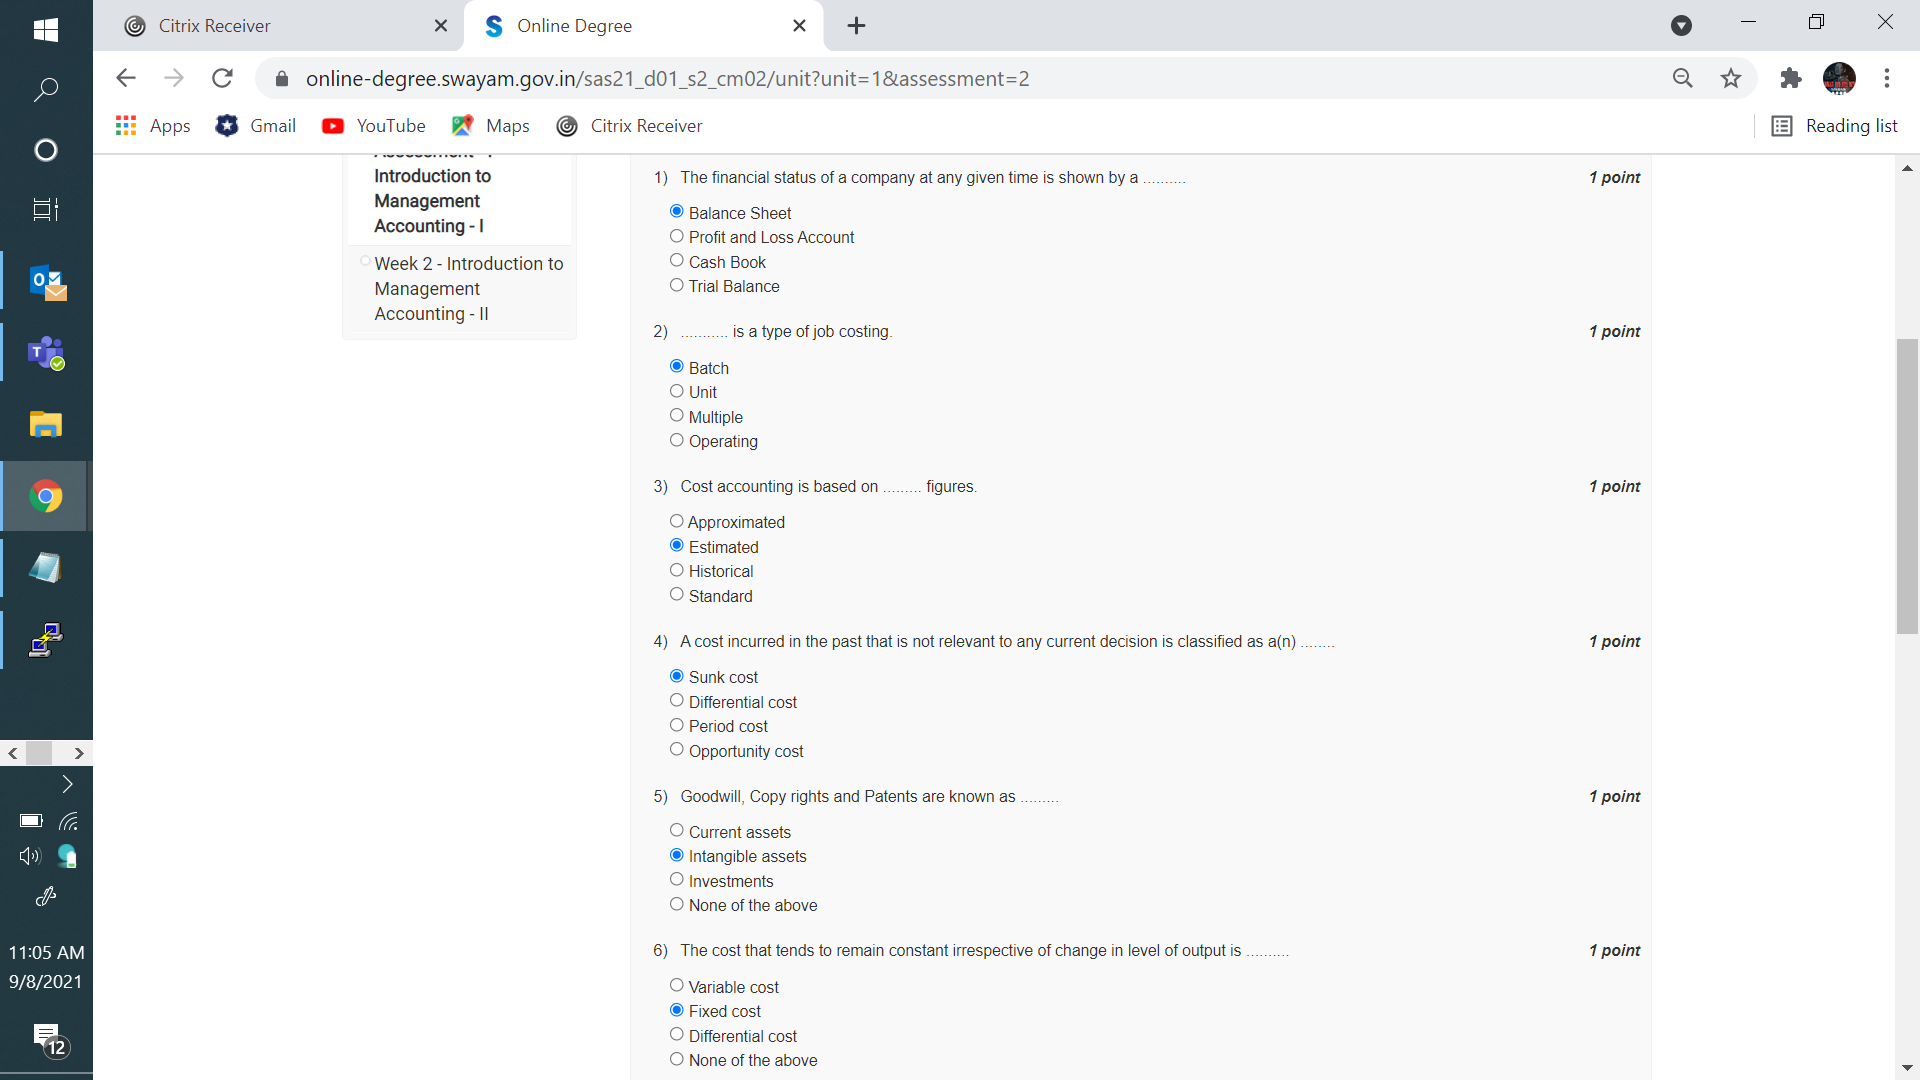 Citrix Receiver
Online Degree
online-degree.swayam.gov.in/sas21_d01_s2_cm02/unit?unit=1&assessment=2
Apps
Gmail
YouTube
Maps
Citrix Receiver
Reading list
Introduction to
Management
Accounting - I
Week 2 - Introduction to
Management
Accounting - II
1) The financial status of a company at any given time is shown by a ..........
1 point
Balance Sheet
Profit and Loss Account
Cash Book
Trial Balance
2) ........... is a type of job costing.
1 point
Batch
Unit
Multiple
Operating
3) Cost accounting is based on ......... figures.
1 point
Approximated
Estimated
Historical
Standard
4) A cost incurred in the past that is not relevant to any current decision is classified as a(n) ........
1 point
Sunk cost
Differential cost
Period cost
Opportunity cost
5) Goodwill, Copy rights and Patents are known as .........
1 point
Current assets
Intangible assets
Investments
None of the above
6) The cost that tends to remain constant irrespective of change in level of output is ..........
1 point
Variable cost
Fixed cost
Differential cost
None of the above
11:05 AM
9/8/2021
12